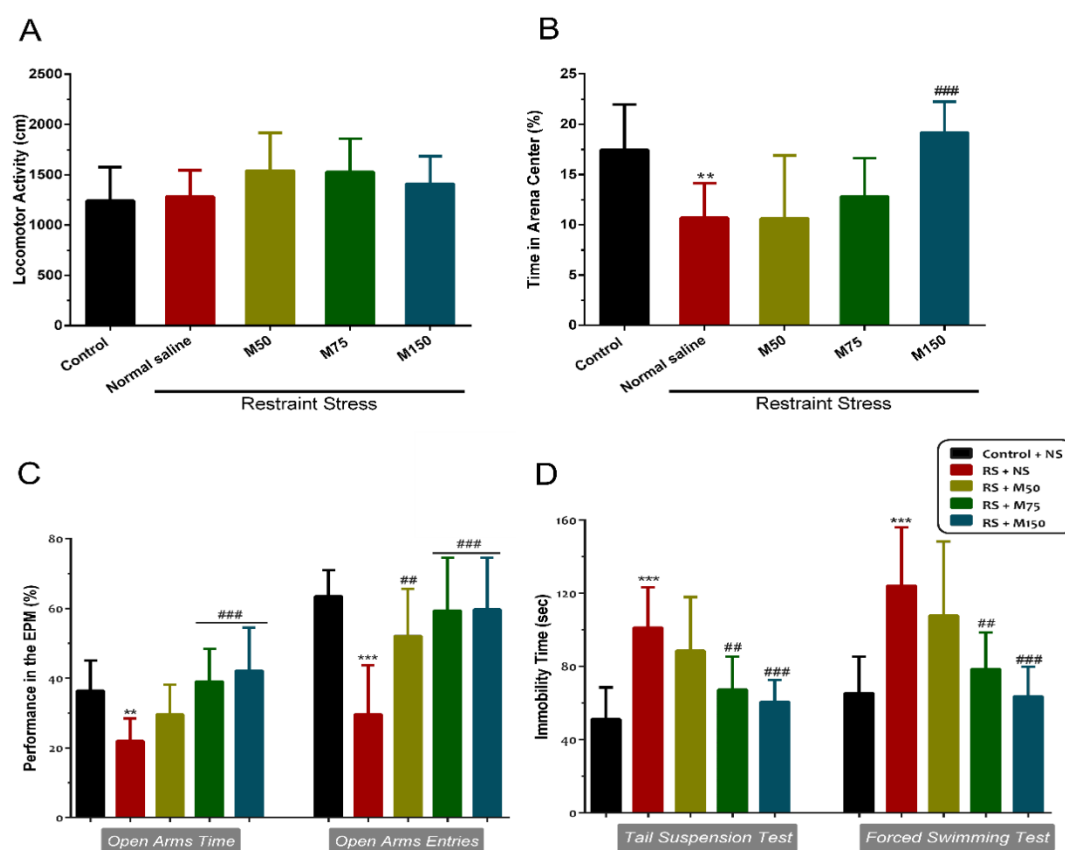 A
Locomotor Activity (cm)
2500
2000
1500
1000
500
0
Control
Normal saline
M50
M75
M150
Restraint Stress
B
Time in Arena Center (%)
25
20
15
10
5
0
**
###
Control
Normal saline
M50
M75
M150
Restraint Stress
C
Performance in the EPM (%)
80
60
40
20
0
**
###
***
##
###
Open Arms Time
Open Arms Entries
D
Control + NS
RS + NS
RS + M50
RS + M75
RS + M150
Immobility Time (sec)
160
120
80
40
0
***
##
###
***
##
###
Tail Suspension Test
Forced Swimming Test